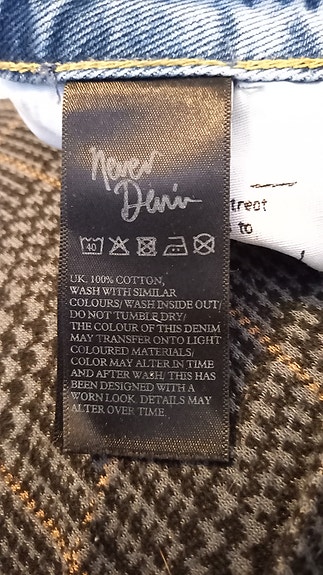 Never
Denim
40
treat
to
UK: 100% COTTON,
WASH WITH SIMILAR
COLOURS/ WASH INSIDE OUT/
DO NOT TUMBLE DRY/
THE COLOUR OF THIS DENIM
MAY TRANSFER ONTO LIGHT
COLOURED MATERIALS/
COLOR MAY ALTER IN TIME
AND AFTER WASH/ THIS HAS
BEEN DESIGNED WITH A
WORN LOOK. DETAILS MAY
ALTER OVER TIME.